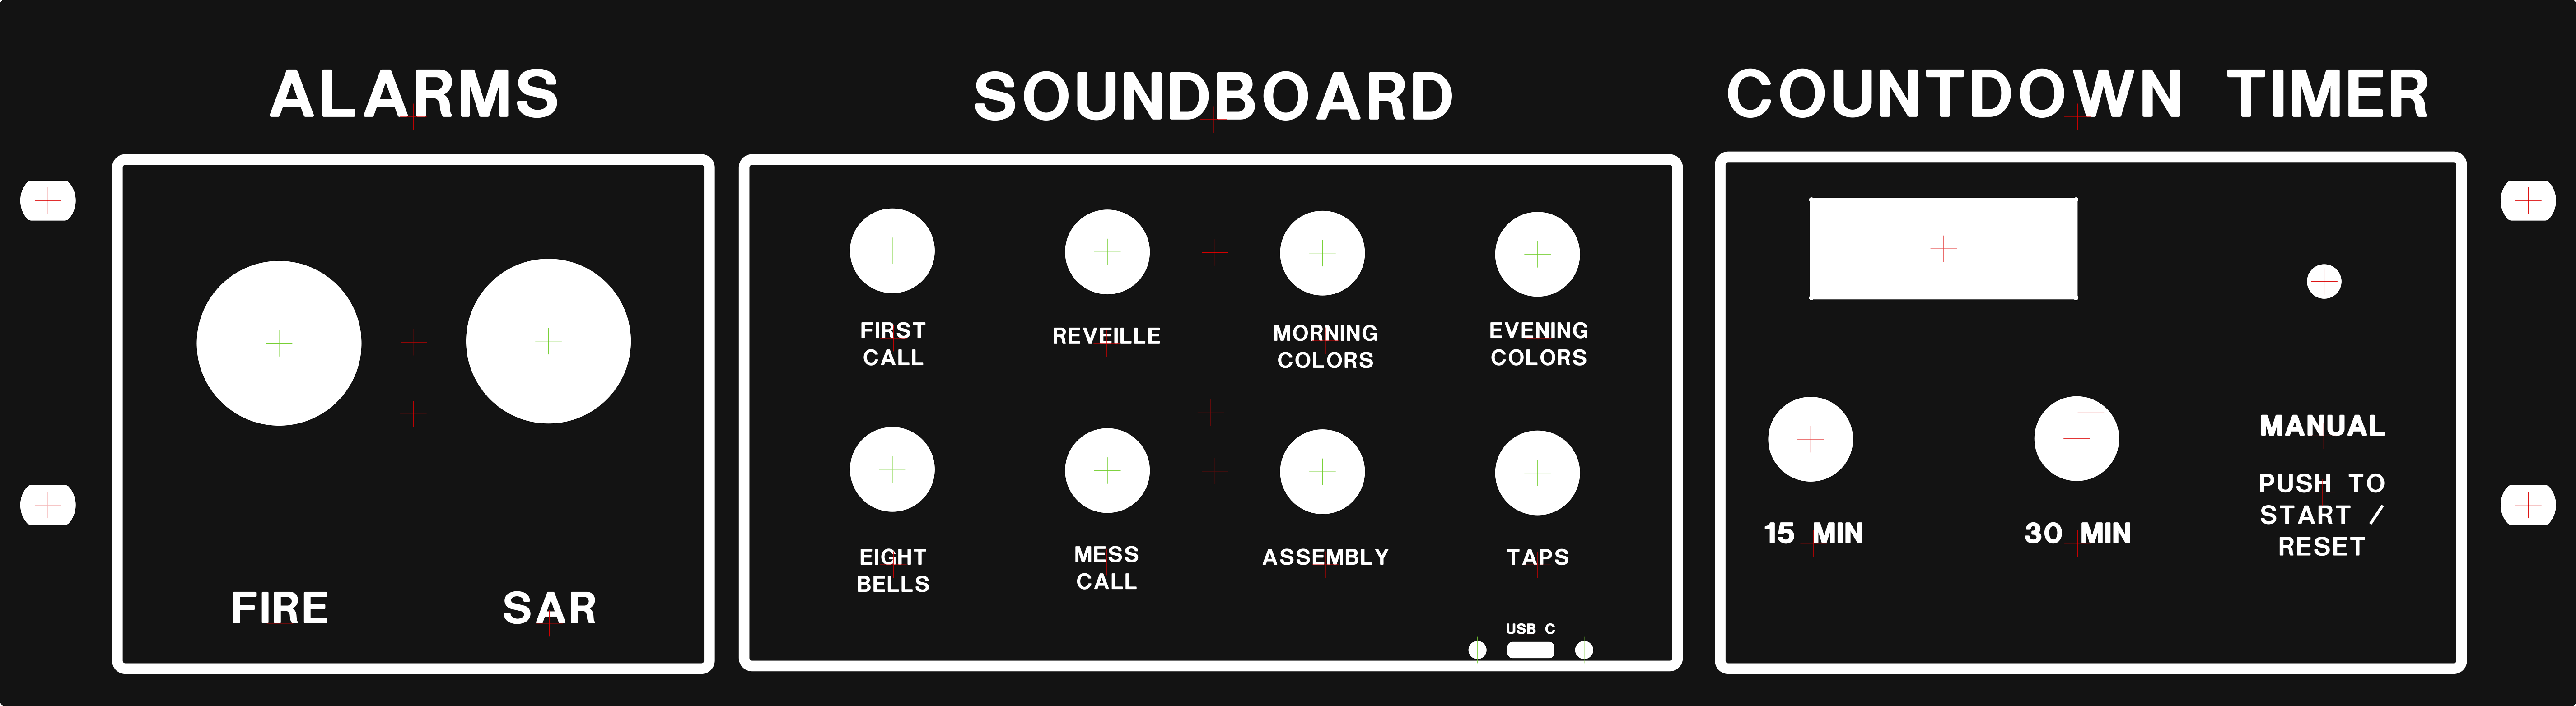 ALARMS
SOUNDBOARD
COUNTDOWN TIMER
FIRE
SAR
FIRST
CALL
REVEILLE
MORNING
COLORS
EVENING
COLORS
EIGHT
BELLS
MESS
CALL
ASSEMBLY
TAPS
USB C
15 MIN
30 MIN
MANUAL
PUSH TO
START /
RESET